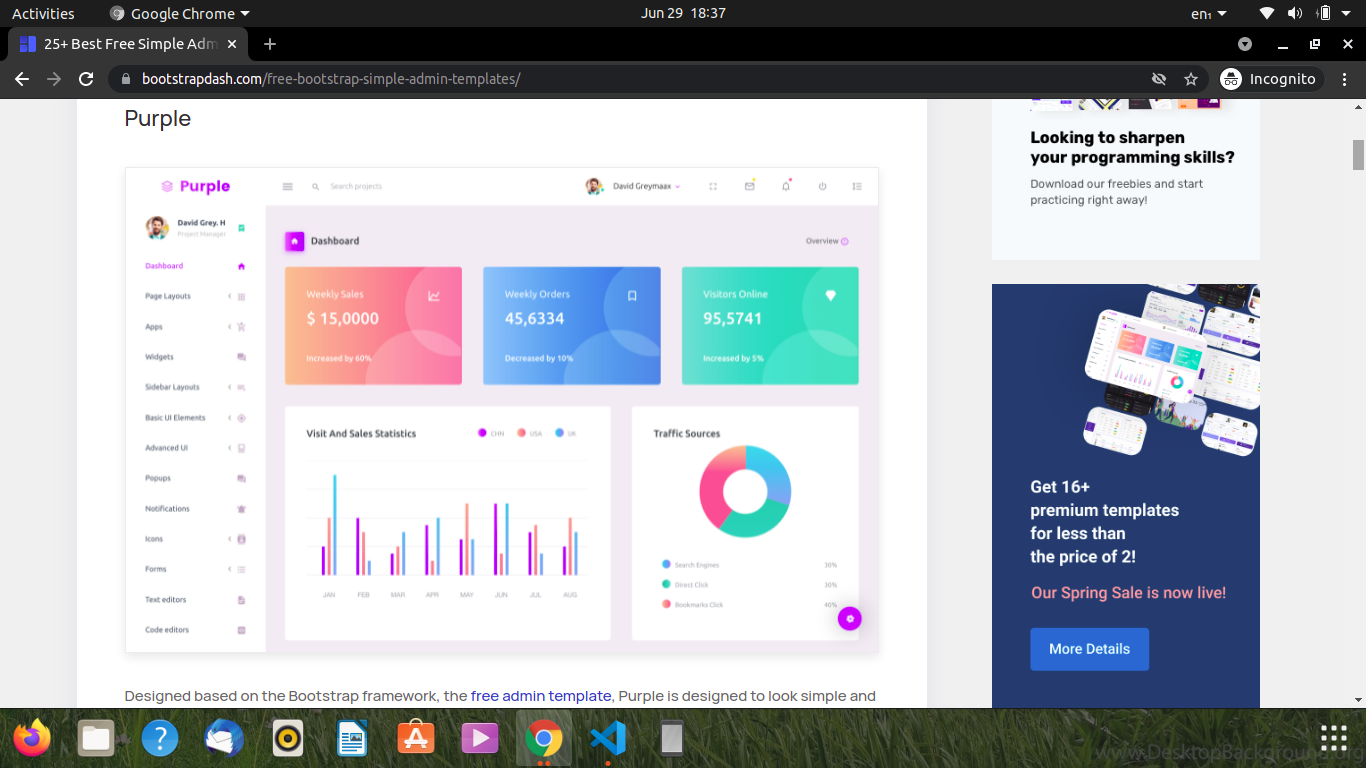 Activities
Google Chrome
Jun 29 18:37
en₁
25+ Best Free Simple Adm
bootstrapdash.com/free-bootstrap-simple-admin-templates/
Incognito
Purple
Purple
Search projects
David Greymaax
David Grey. H
Project Manager
Dashboard
Page Layouts
Apps
Widgets
Sidebar Layouts
Basic UI Elements
Advanced UI
Popups
Notifications
Icons
Forms
Text editors
Code editors
Dashboard
Overview
Weekly Sales
$ 15,0000
Increased by 60%
Weekly Orders
45,6334
Decreased by 10%
Visitors Online
95,5741
Increased by 5%
Visit And Sales Statistics
CHN
USA
UK
JAN
FEB
MAR
APR
MAY
JUN
JUL
AUG
Traffic Sources
Search Engines 30%
Direct Click 30%
Bookmarks Click 40%
Designed based on the Bootstrap framework, the free admin template, Purple is designed to look simple and
Looking to sharpen
your programming skills?
Download our freebies and start
practicing right away!
Get 16+
premium templates
for less than
the price of 2!
Our Spring Sale is now live!
More Details
www.DesktopBackground.org